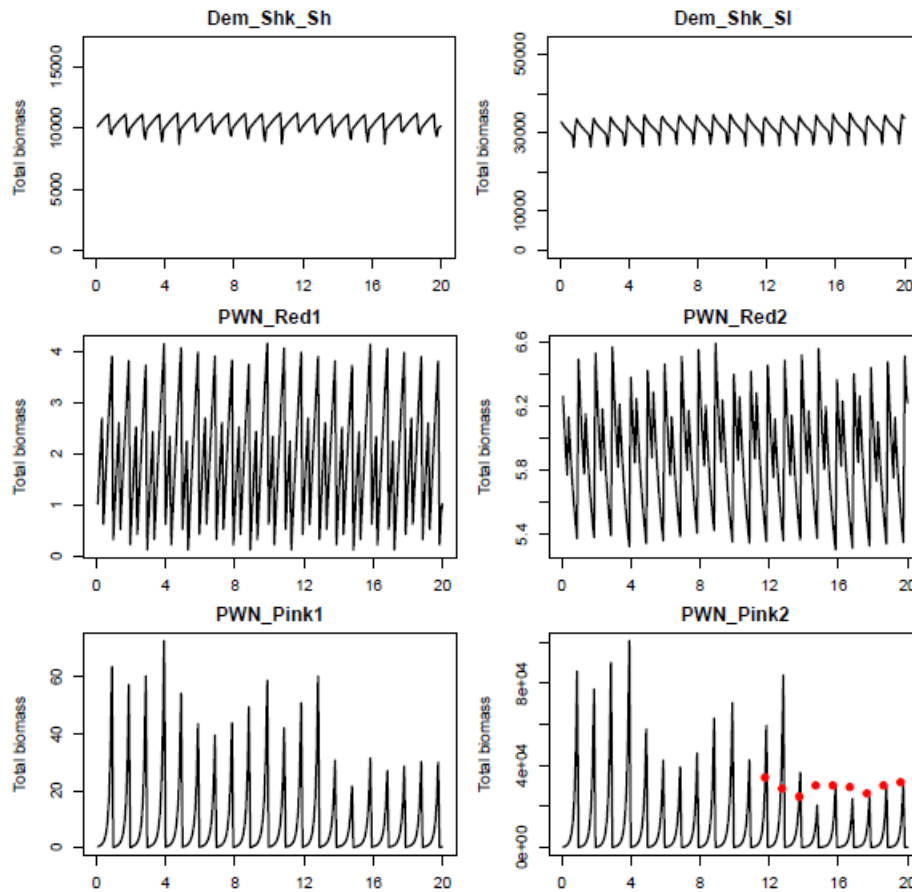 Dem_Shk_Sh
Total biomass
0 5000 10000 15000
0 4 8 12 16 20
Dem_Shk_Sl
Total biomass
0 10000 30000 50000
0 4 8 12 16 20
PWN_Red1
Total biomass
0 1 2 3 4
0 4 8 12 16 20
PWN_Red2
Total biomass
5.4 5.8 6.2 6.6
0 4 8 12 16 20
PWN_Pink1
Total biomass
0 20 40 60
0 4 8 12 16 20
PWN_Pink2
Total biomass
0e+00 4e+04 8e+04
0 4 8 12 16 20